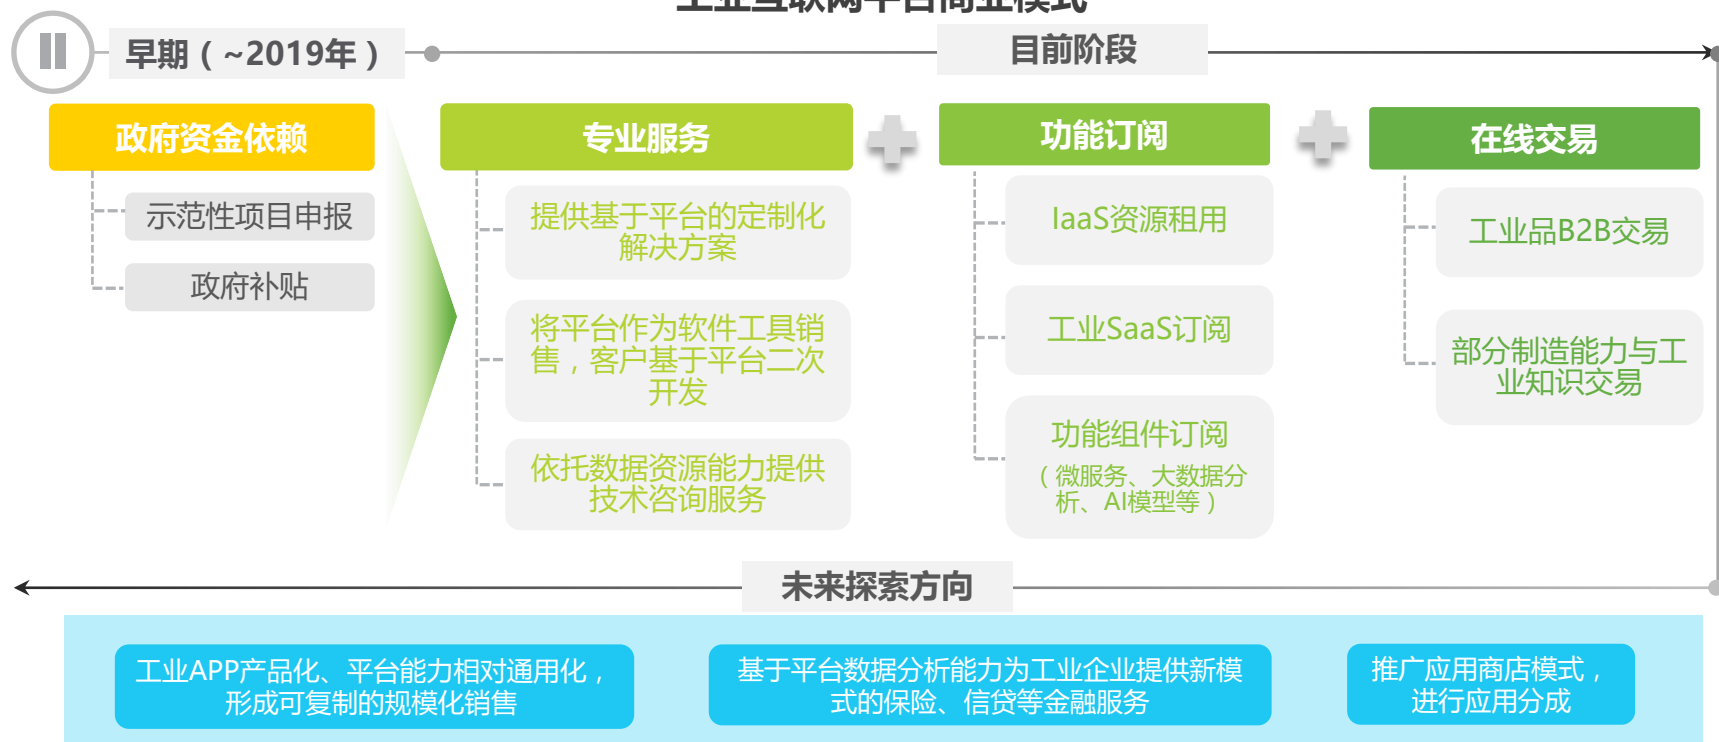 工业互联网平台商业模式
早期（~2019年）
目前阶段
政府资金依赖
示范性项目申报
政府补贴
专业服务
提供基于平台的定制化
解决方案
将平台作为软件工具销
售，客户基于平台二次
开发
依托数据资源能力提供
技术咨询服务
功能订阅
IaaS资源租用
工业SaaS订阅
功能组件订阅
（微服务、大数据分
析、AI模型等）
在线交易
工业品B2B交易
部分制造能力与工
业知识交易
未来探索方向
工业APP产品化、平台能力相对通用化，
形成可复制的规模化销售
基于平台数据分析能力为工业企业提供新模
式的保险、信贷等金融服务
推广应用商店模式，
进行应用分成